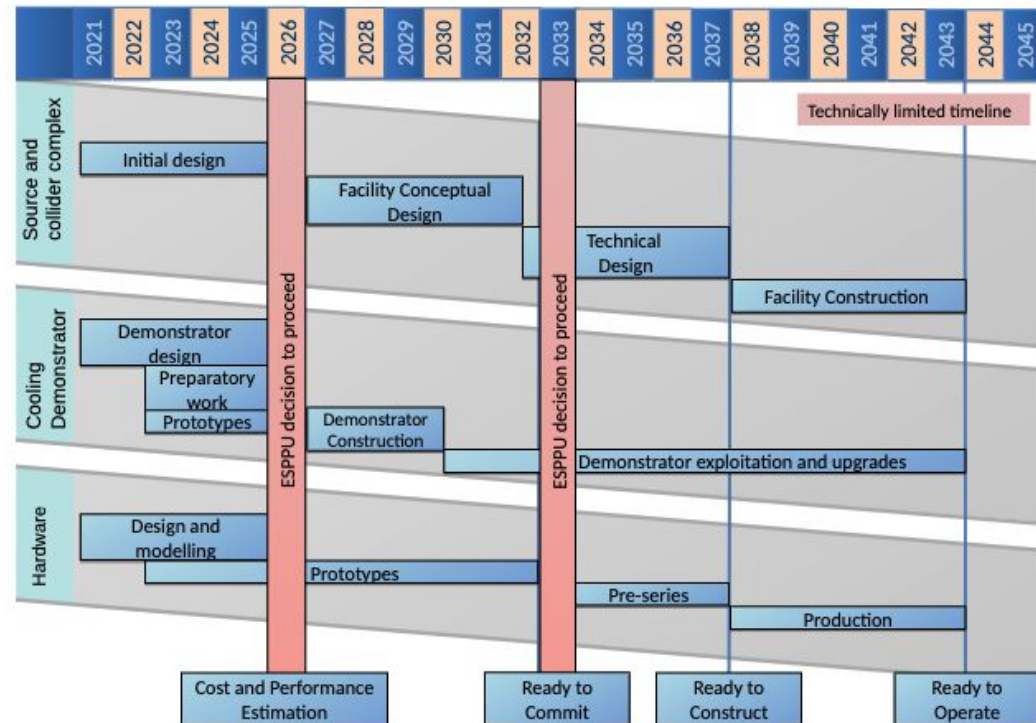 2021 2022 2023 2024 2025 2026 2027 2028 2029 2030 2031 2032 2033 2034 2035 2036 2037 2038 2039 2040 2041 2042 2043 2044 2045
Technically limited timeline
Source and
collider complex
Initial design
Facility Conceptual
Design
Technical
Design
Facility Construction
ESPPU decision to proceed
ESPPU decision to proceed
Cooling
Demonstrator
Demonstrator
design
Preparatory
work
Prototypes
Demonstrator
Construction
Demonstrator exploitation and upgrades
Hardware
Design and
modelling
Prototypes
Pre-series
Production
Cost and Performance
Estimation
Ready to
Commit
Ready to
Construct
Ready to
Operate